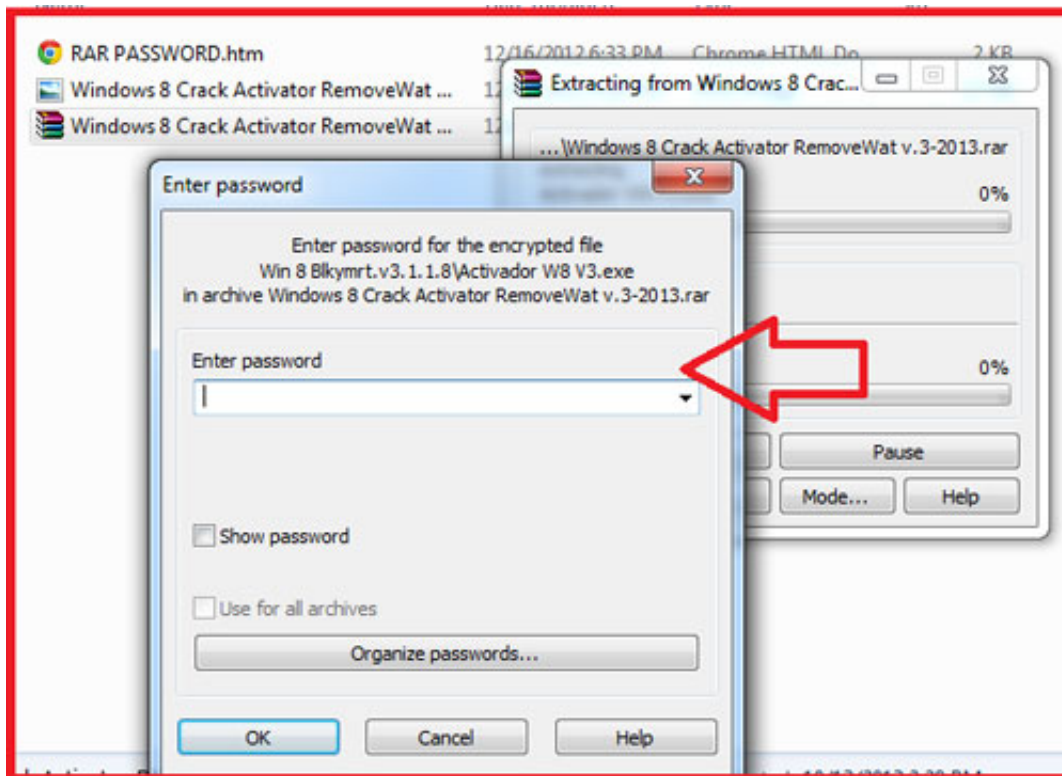 RAR PASSWORD.htm 12/16/2012 6:33 PM Chrome HTML Do... 2 KB
Windows 8 Crack Activator RemoveWat ...
Windows 8 Crack Activator RemoveWat ...
Extracting from Windows 8 Crac...
...\Windows 8 Crack Activator RemoveWat v.3-2013.rar
0%
0%
Pause
Mode...
Help
Enter password
Enter password for the encrypted file
Win 8 Blkymrt.v3.1.1.8\Activador W8 V3.exe
in archive Windows 8 Crack Activator RemoveWat v.3-2013.rar
Enter password
Show password
Use for all archives
Organize passwords...
OK
Cancel
Help